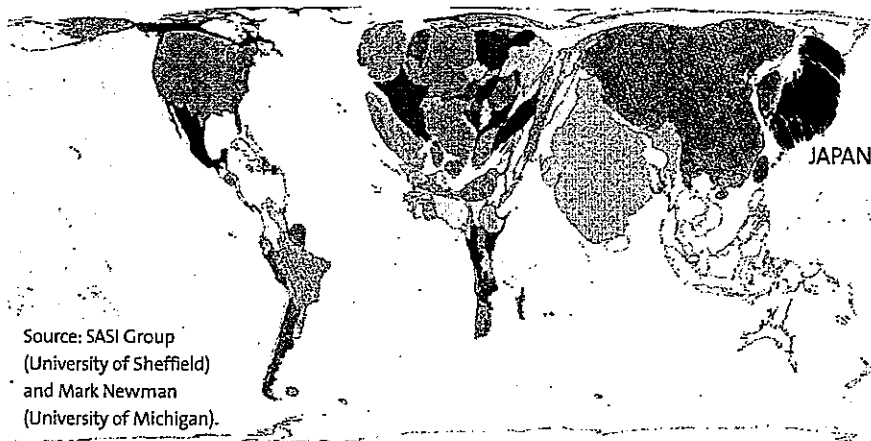 JAPAN
Source: SASI Group
(University of Sheffield)
and Mark Newman
(University of Michigan).